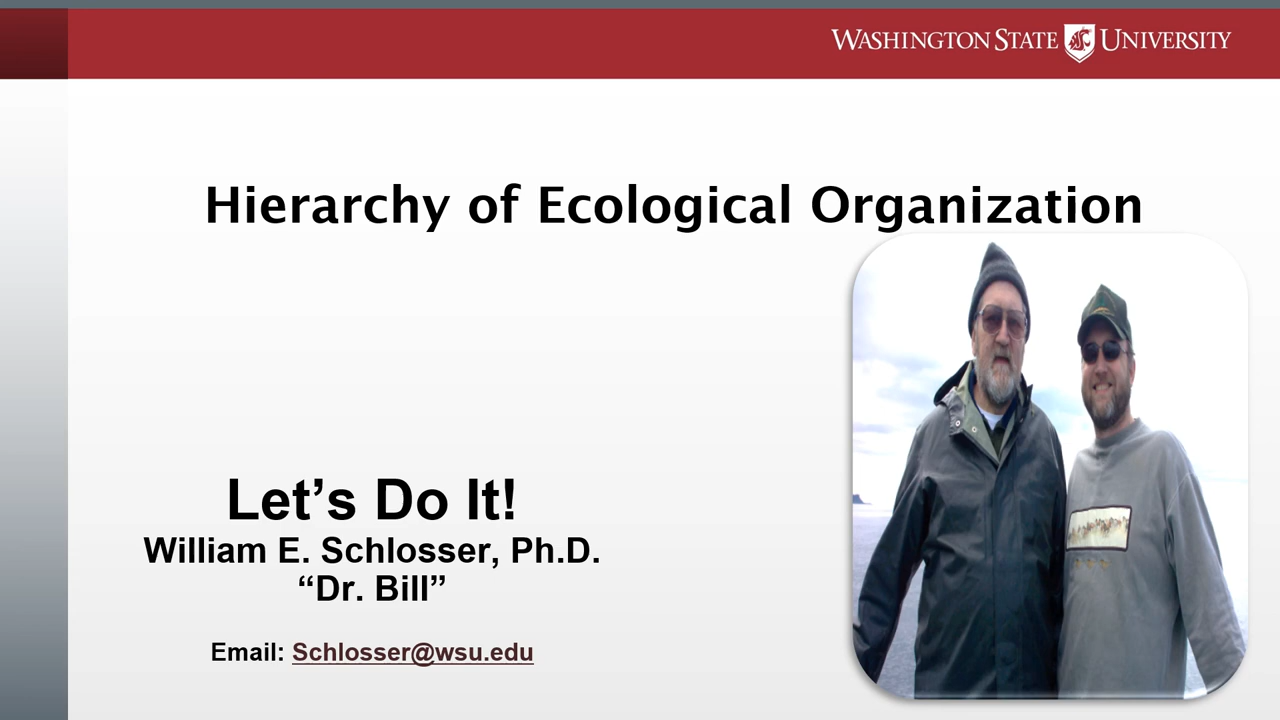 WASHINGTON STATE UNIVERSITY
Hierarchy of Ecological Organization
Let’s Do It!
William E. Schlosser, Ph.D.
“Dr. Bill”
Email: Schlosser@wsu.edu